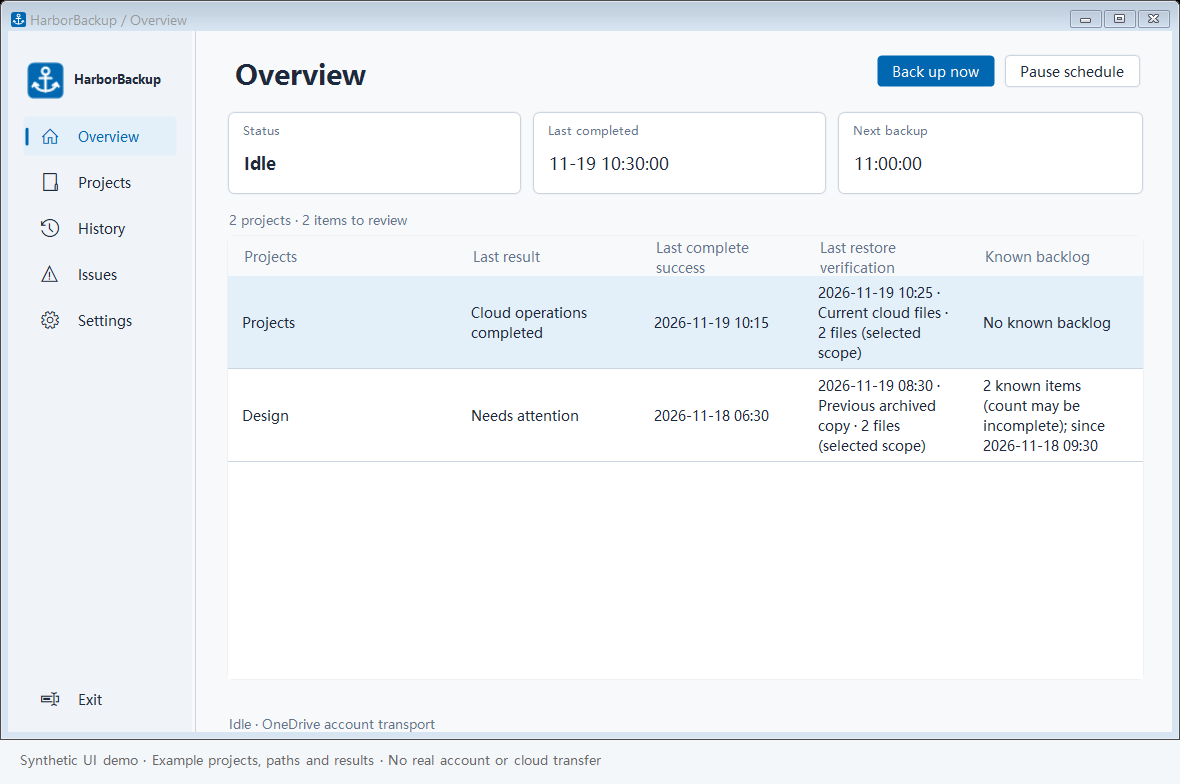 HarborBackup / Overview
HarborBackup
Overview
Projects
History
Issues
Settings
Exit
Overview
Back up now
Pause schedule
Status
Idle
Last completed
11-19 10:30:00
Next backup
11:00:00
2 projects · 2 items to review
Projects
Last result
Last complete
success
Last restore
verification
Known backlog
Projects
Cloud operations
completed
2026-11-19 10:15
2026-11-19 10:25 ·
Current cloud files ·
2 files (selected
scope)
No known backlog
Design
Needs attention
2026-11-18 06:30
2026-11-19 08:30 ·
Previous archived
copy · 2 files
(selected scope)
2 known items
(count may be
incomplete); since
2026-11-18 09:30
Idle · OneDrive account transport
Synthetic UI demo · Example projects, paths and results · No real account or cloud transfer